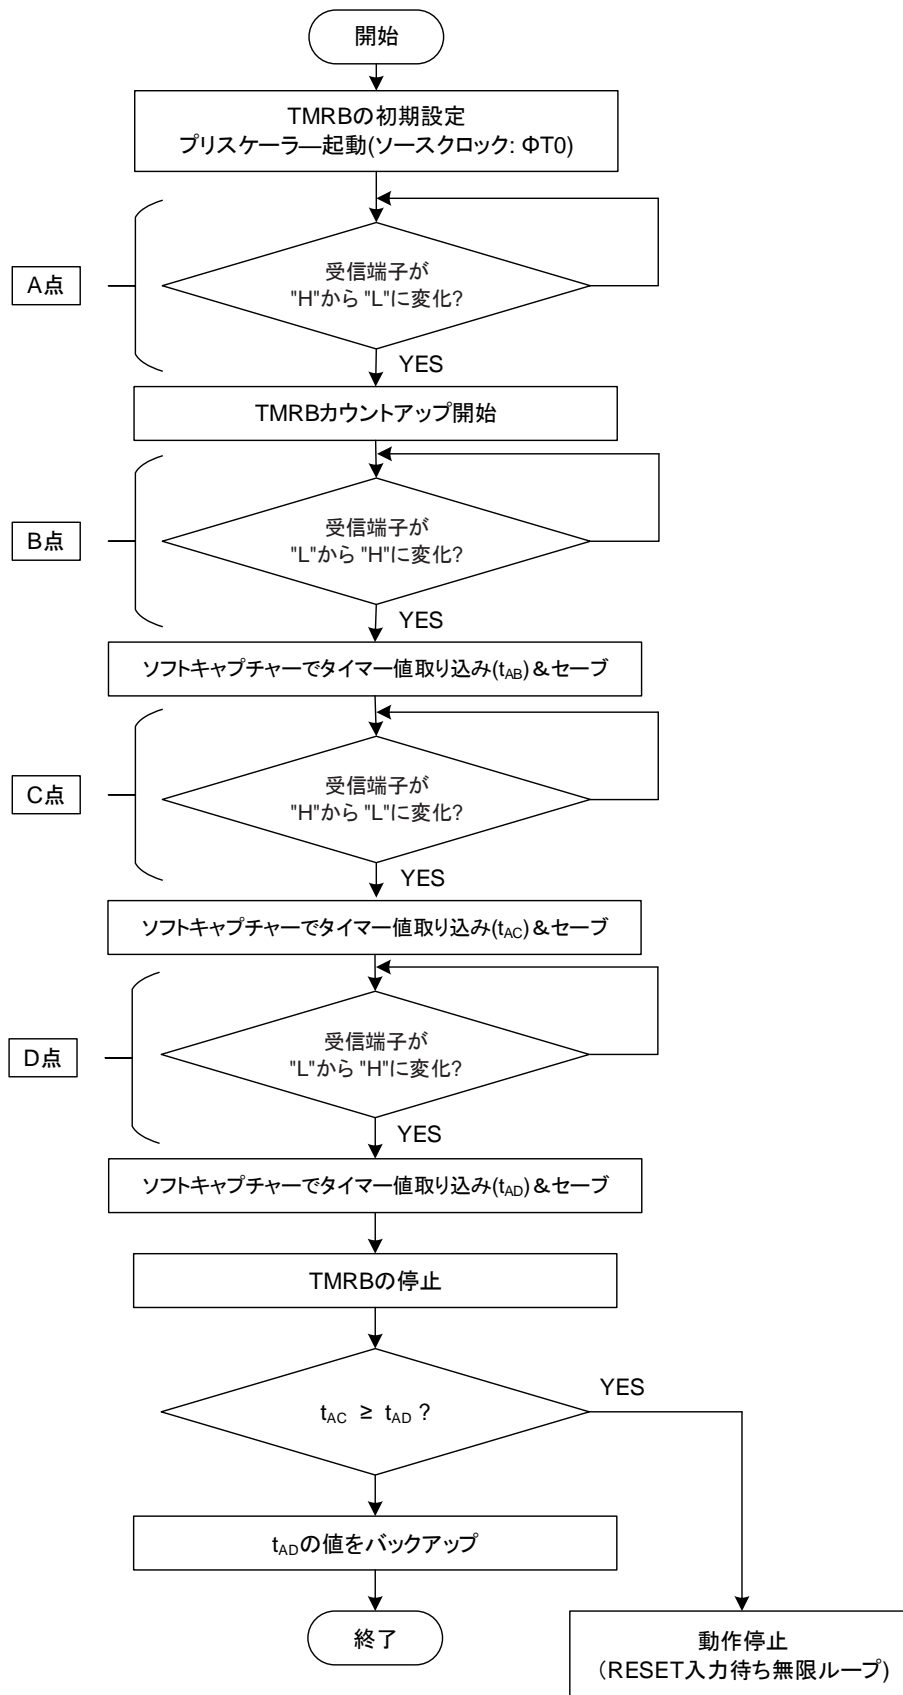 開始
TMRBの初期設定
プリスケーラ―起動(ソースクロック: ΦT0)
A点
受信端子が
"H"から "L"に変化?
YES
TMRBカウントアップ開始
B点
受信端子が
"L"から "H"に変化?
YES
ソフトキャプチャーでタイマー値取り込み(tAB)&セーブ
C点
受信端子が
"H"から "L"に変化?
YES
ソフトキャプチャーでタイマー値取り込み(tAC)&セーブ
D点
受信端子が
"L"から "H"に変化?
YES
ソフトキャプチャーでタイマー値取り込み(tAD)&セーブ
TMRBの停止
tAC ≥ tAD ?
YES
tADの値をバックアップ
終了
動作停止
(RESET入力待ち無限ループ)